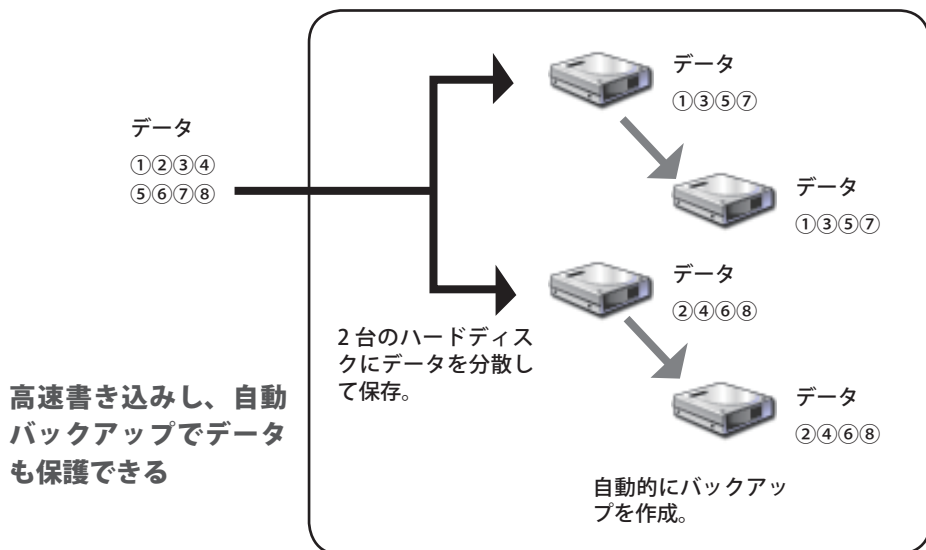 データ
①②③④
⑤⑥⑦⑧
データ
①③⑤⑦
データ
①③⑤⑦
データ
②④⑥⑧
2 台のハードディス
クにデータを分散し
て保存。
データ
②④⑥⑧
自動的にバックアッ
プを作成。
高速書き込みし、自動
バックアップでデータ
も保護できる